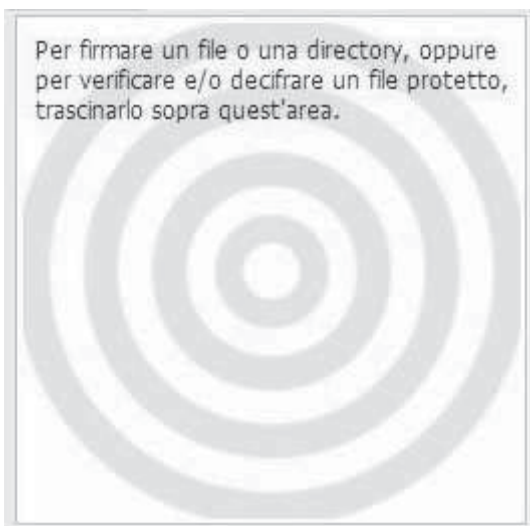 Per firmare un file o una directory, oppure
per verificare e/o decifrare un file protetto,
trascinarlo sopra quest'area.